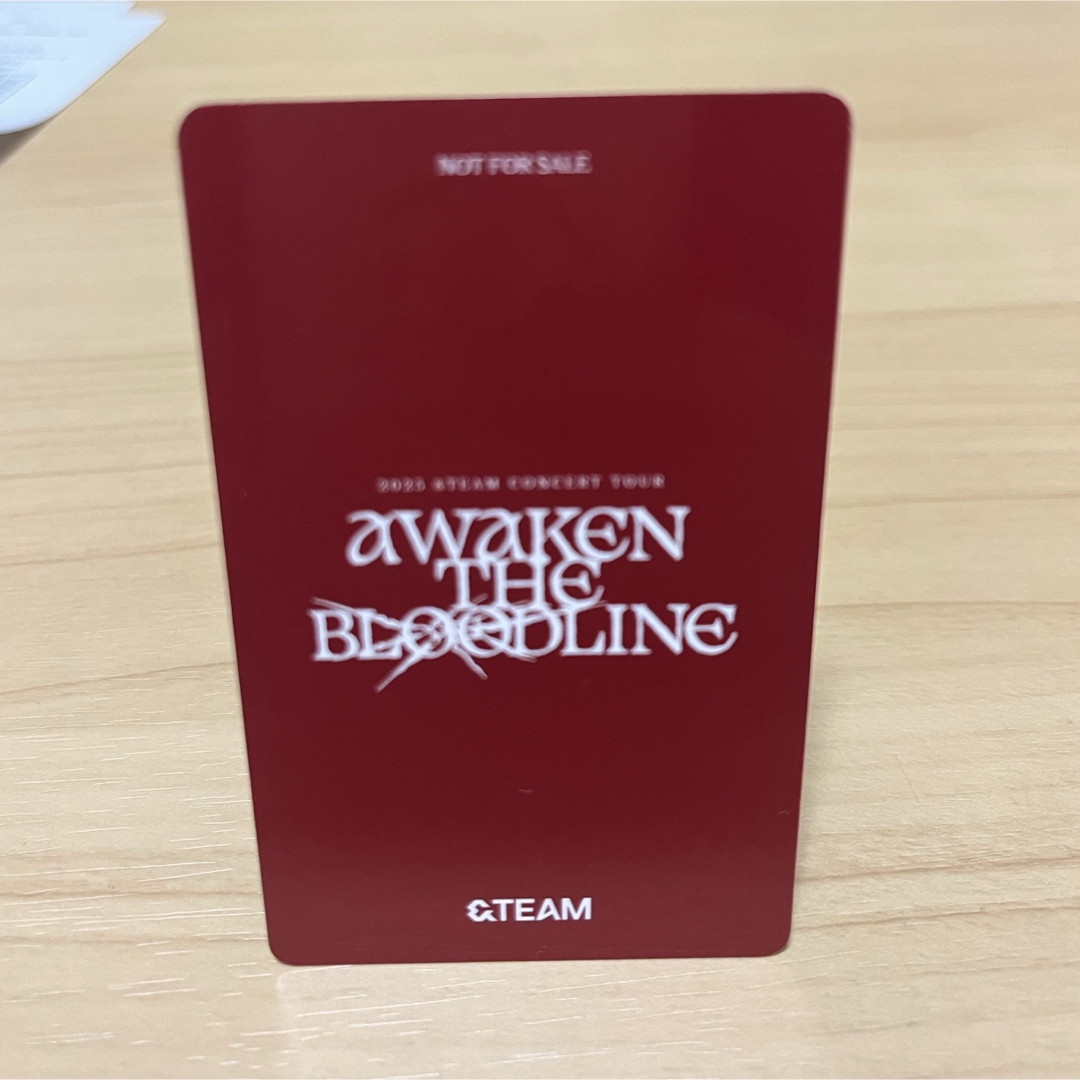 NOT FOR SALE
2025 &TEAM CONCERT TOUR
AWAKEN
THE
BLOODLINE
&TEAM